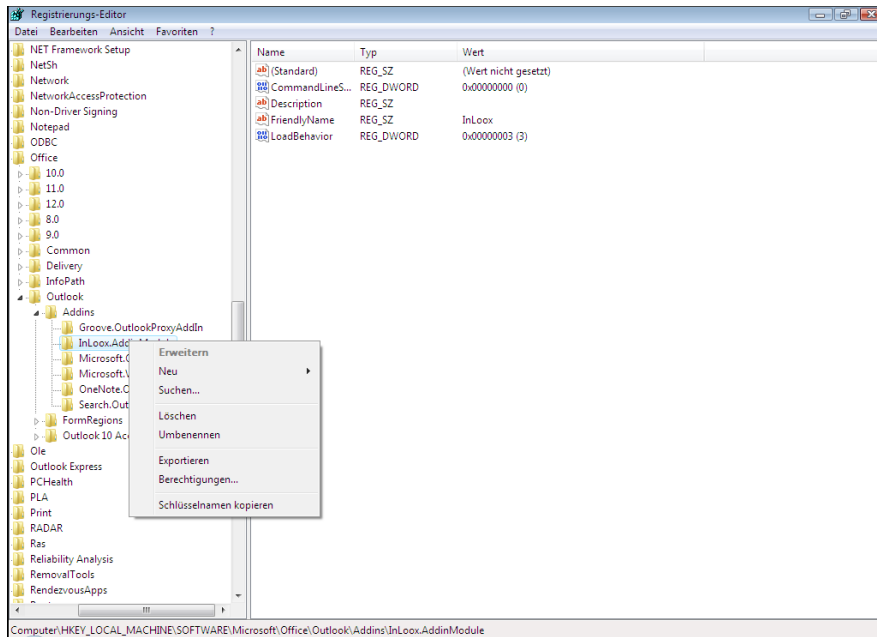 Registrierungs-Editor
Datei Bearbeiten Ansicht Favoriten ?
NET Framework Setup
NetSh
Network
NetworkAccessProtection
Non-Driver Signing
Notepad
ODBC
Office
10.0
11.0
12.0
8.0
9.0
Common
Delivery
InfoPath
Outlook
Addins
Groove.OutlookProxyAddIn
InLoox.Add
Microsoft.
Microsoft.
OneNote.O
Search.Out
FormRegions
Outlook 10 Ac
Ole
Outlook Express
PCHealth
PLA
Print
RADAR
Ras
Reliability Analysis
RemovalTools
RendezvousApps
Name Typ Wert
(Standard) REG_SZ (Wert nicht gesetzt)
CommandLineS... REG_DWORD 0x00000000 (0)
Description REG_SZ
FriendlyName REG_SZ InLoox
LoadBehavior REG_DWORD 0x00000003 (3)
Erweitern
Neu
Suchen...
Löschen
Umbenennen
Exportieren
Berechtigungen...
Schlüsselnamen kopieren
Computer\HKEY_LOCAL_MACHINE\SOFTWARE\Microsoft\Office\Outlook\Addins\InLoox.AddinModule